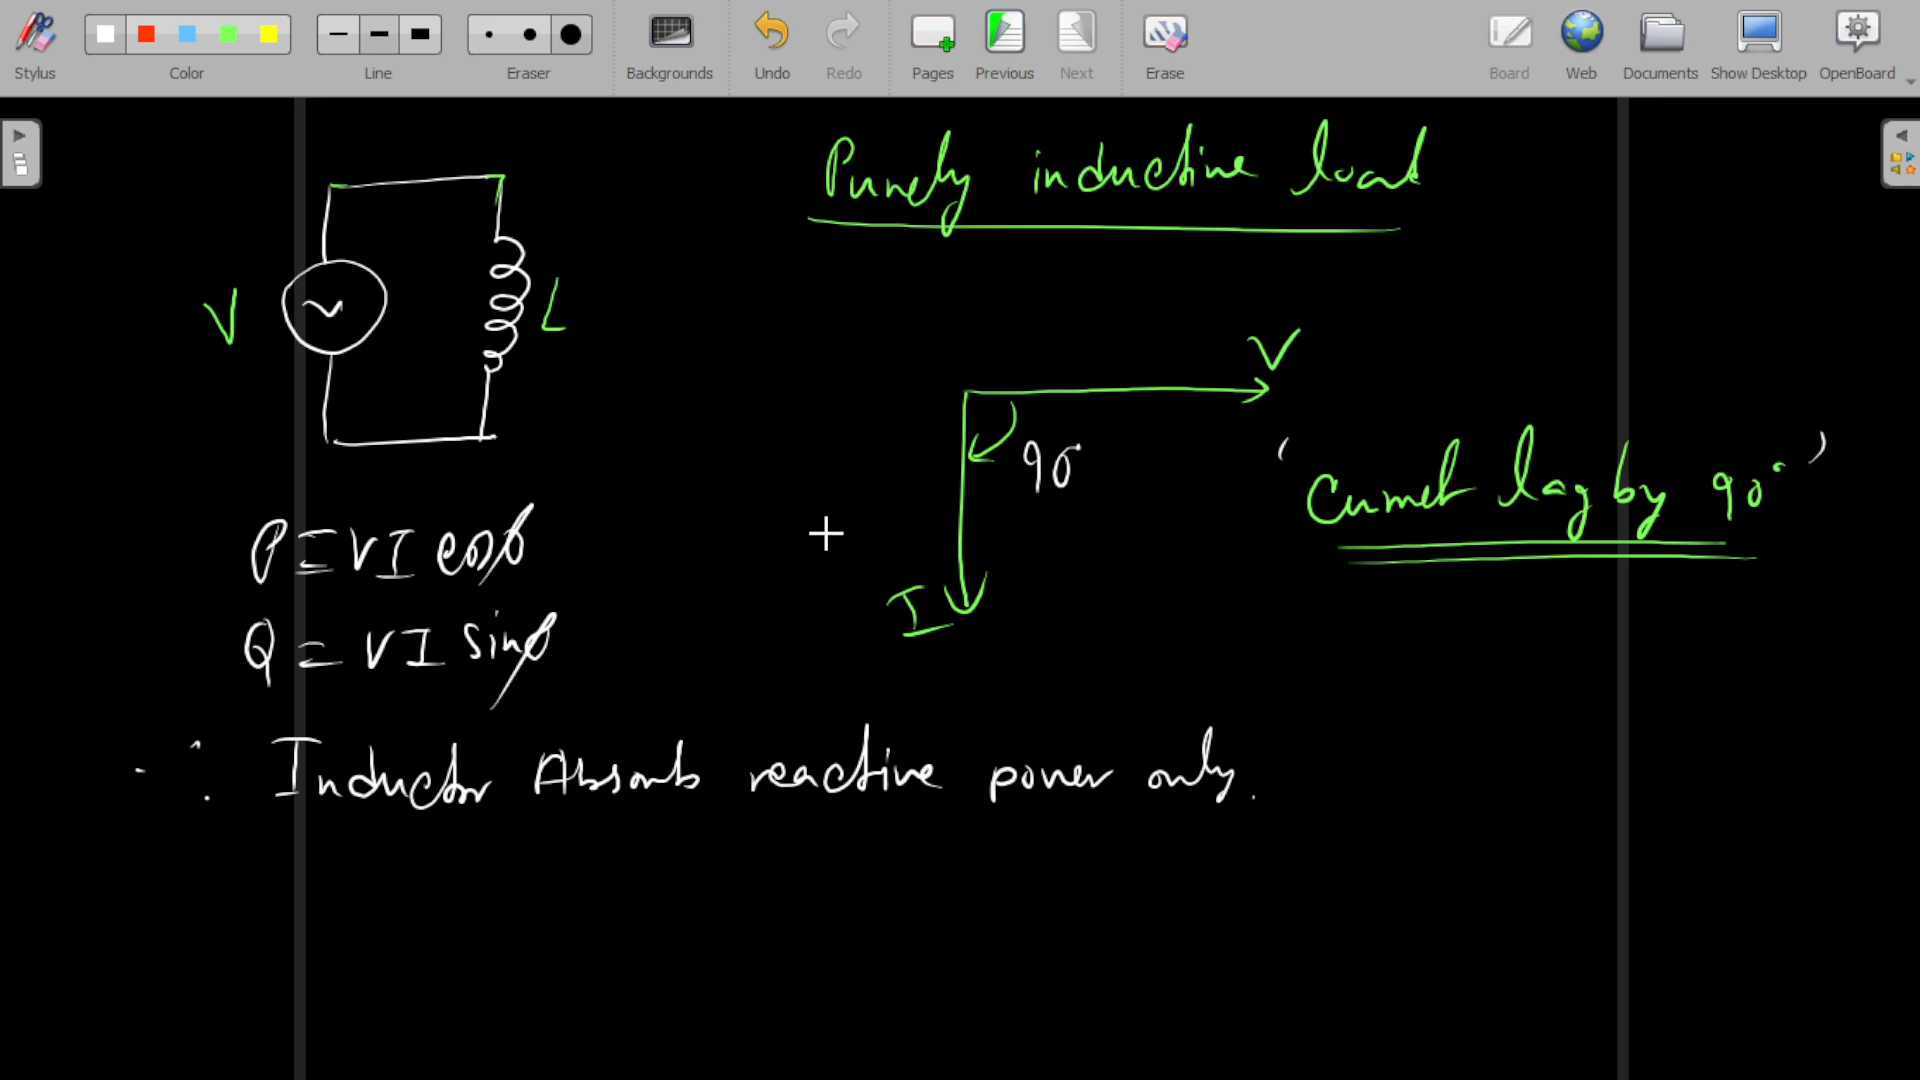 Stylus Color Line Eraser Backgrounds Undo Redo Pages Previous Next Erase Board Web Documents Show Desktop OpenBoard
Purely inductive load
V L
V
90°
"Current lag by 90°"
I
P = VI cosϕ
Q = VI sinϕ
∴ Inductor Absorb reactive power only.